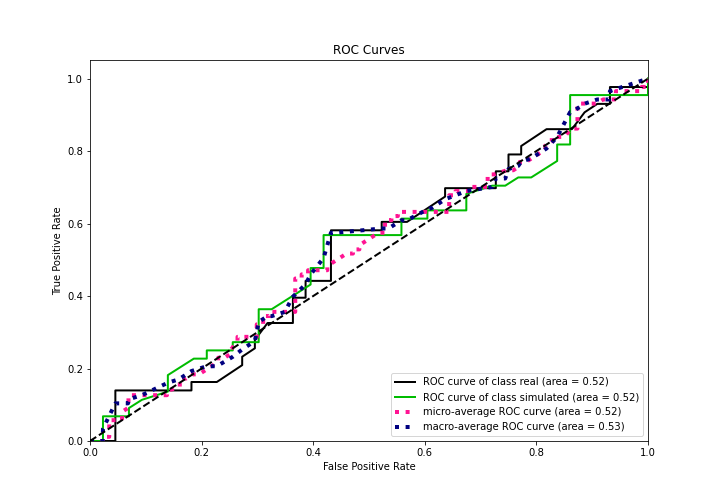 ROC Curves
True Positive Rate
1.0
0.8
0.6
0.4
0.2
0.0
ROC curve of class real (area = 0.52)
ROC curve of class simulated (area = 0.52)
micro-average ROC curve (area = 0.52)
macro-average ROC curve (area = 0.53)
0.0 0.2 0.4 0.6 0.8 1.0
False Positive Rate